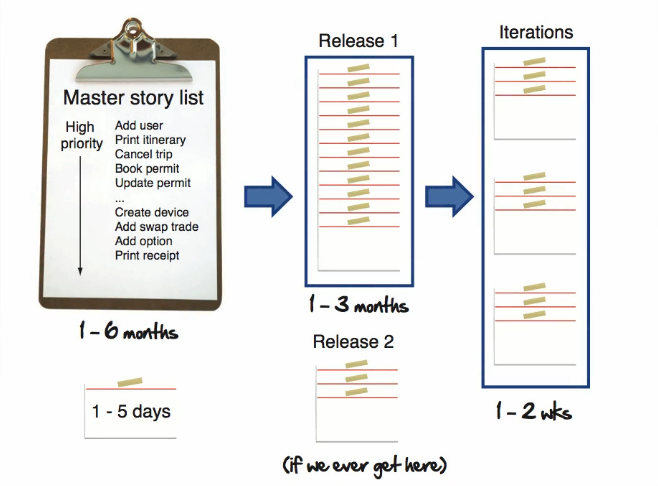 Master story list
High
priority
Add user
Print itinerary
Cancel trip
Book permit
Update permit
...
Create device
Add swap trade
Add option
Print receipt
1 - 6 months
1 - 5 days
Release 1
1 - 3 months
Release 2
(if we ever get here)
Iterations
1 - 2 wks